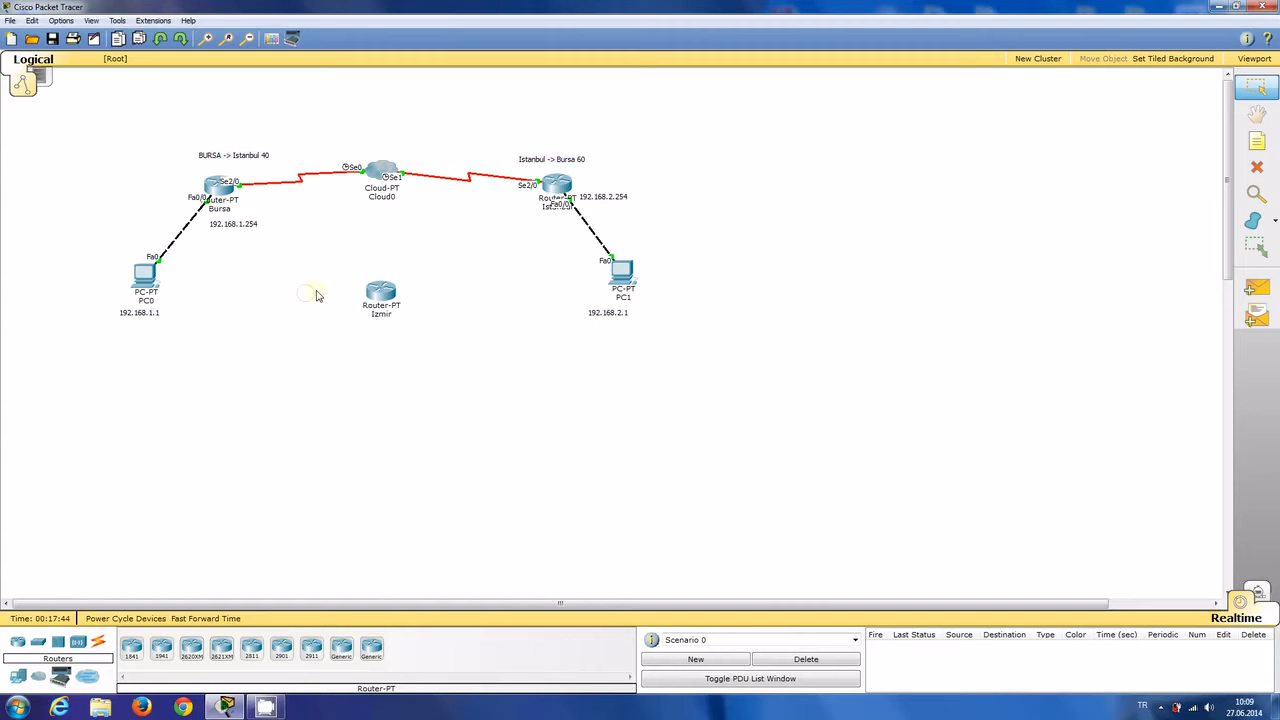 Cisco Packet Tracer
File Edit Options View Tools Extensions Help
Logical [Root] New Cluster Move Object Set Tiled Background Viewport
BURSA -> Istanbul 40
Istanbul -> Bursa 60
Se0
Se1
Cloud-PT
Cloud0
Se2/0
Fa0/0
Bursa
192.168.1.254
Se2/0
192.168.2.254
Fa0
PC-PT
PC0
192.168.1.1
Router-PT
Izmir
Fa0
PC-PT
PC1
192.168.2.1
Time: 00:17:44 Power Cycle Devices Fast Forward Time
Realtime
Routers
1841 1941 2620XM 2621XM 2811 2901 2911 Generic Generic
Router-PT
Scenario 0
New Delete
Toggle PDU List Window
Fire Last Status Source Destination Type Color Time (sec) Periodic Num Edit Delete
TR
10:09
27.06.2014